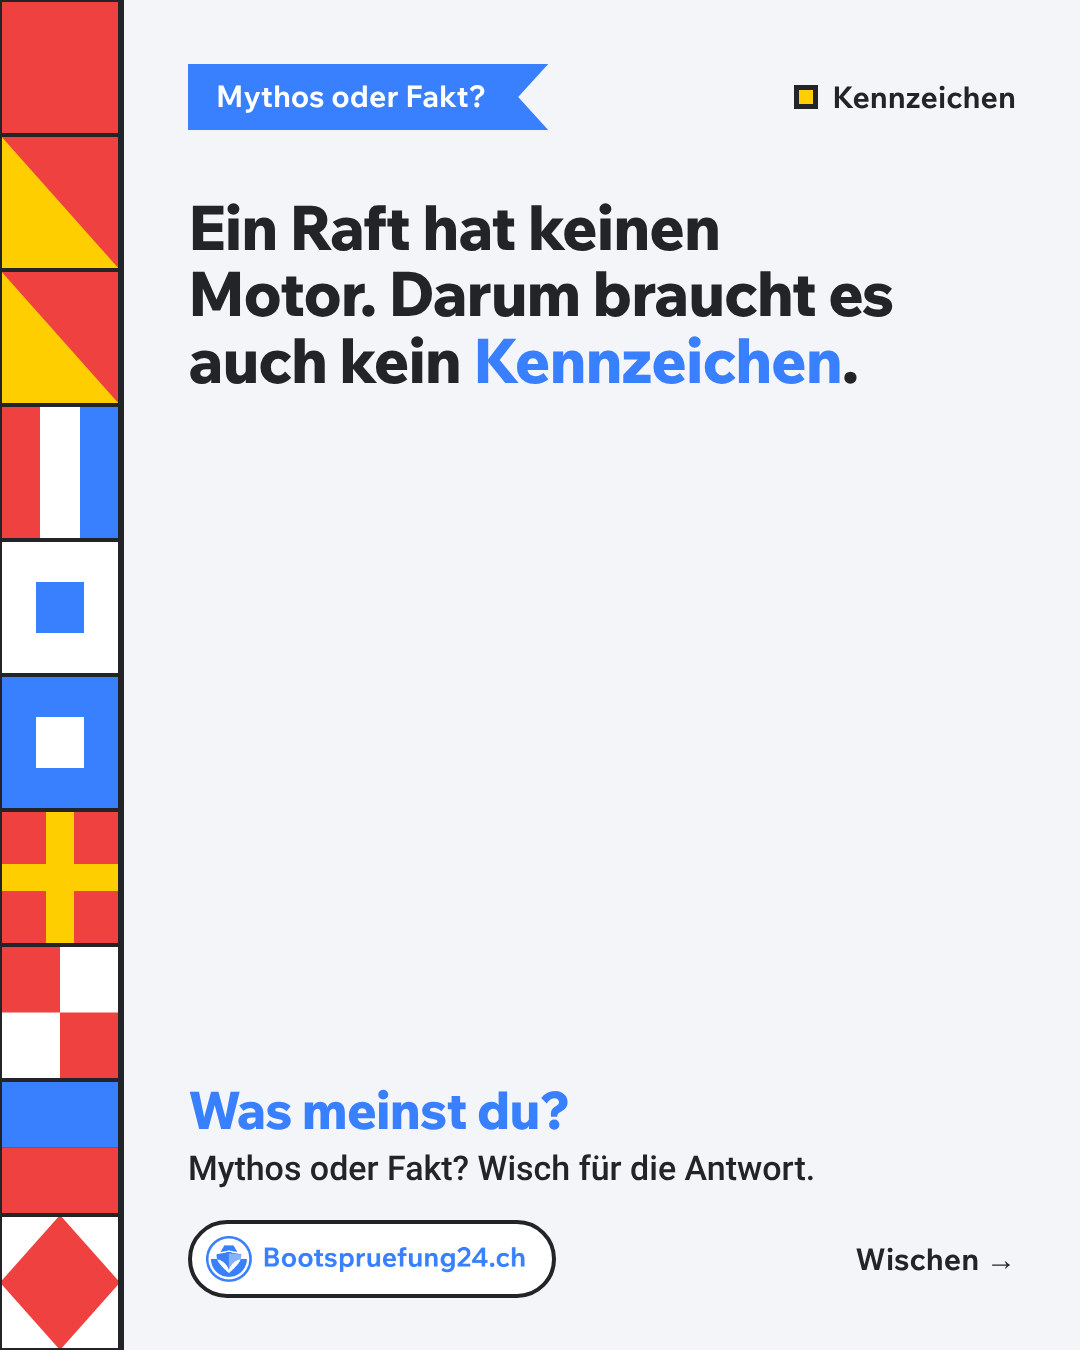 Mythos oder Fakt?
Kennzeichen
Ein Raft hat keinen
Motor. Darum braucht es
auch kein Kennzeichen.
Was meinst du?
Mythos oder Fakt? Wisch für die Antwort.
Bootspruefung24.ch
Wischen →